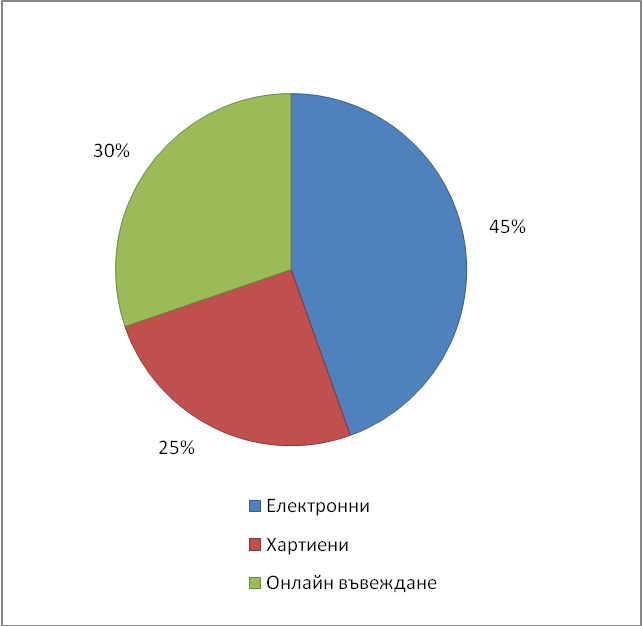 30%
45%
25%
Електронни
Хартиени
Онлайн въвеждане